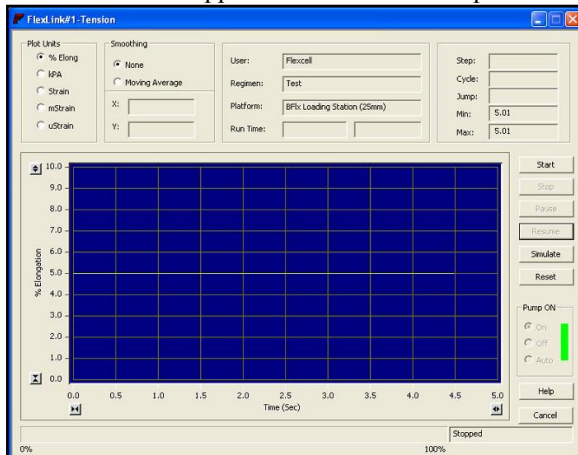 FlexLink#1-Tension
Plot Units
% Elong
kPA
Strain
mStrain
uStrain
Smoothing
None
Moving Average
X:
Y:
User: Flexcell
Regimen: Test
Platform: BFlx Loading Station (25mm)
Run Time:
Step:
Cycle:
Jump:
Min: 5.01
Max: 5.01
% Elongation
10.0
9.0
8.0
7.0
6.0
5.0
4.0
3.0
2.0
1.0
0.0
0.0 0.5 1.0 1.5 2.0 2.5 3.0 3.5 4.0 4.5 5.0
Time (Sec)
Start
Stop
Pause
Resume
Simulate
Reset
Pump ON
On
Off
Auto
Help
Cancel
Stopped
0% 100%